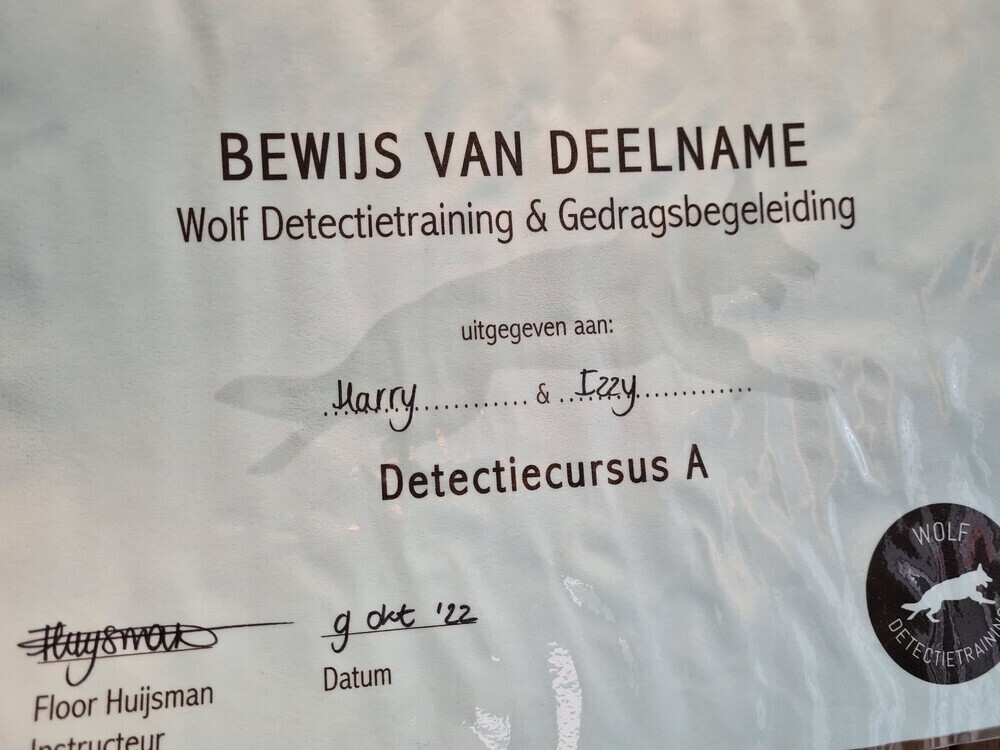 BEWIJS VAN DEELNAME
Wolf Detectietraining & Gedragsbegeleiding
uitgegeven aan:
Harry & Izzy
Detectiecursus A
Huijsman
9 okt '22
Floor Huijsman
Datum
Instructeur
WOLF
DETECTIETRAINING